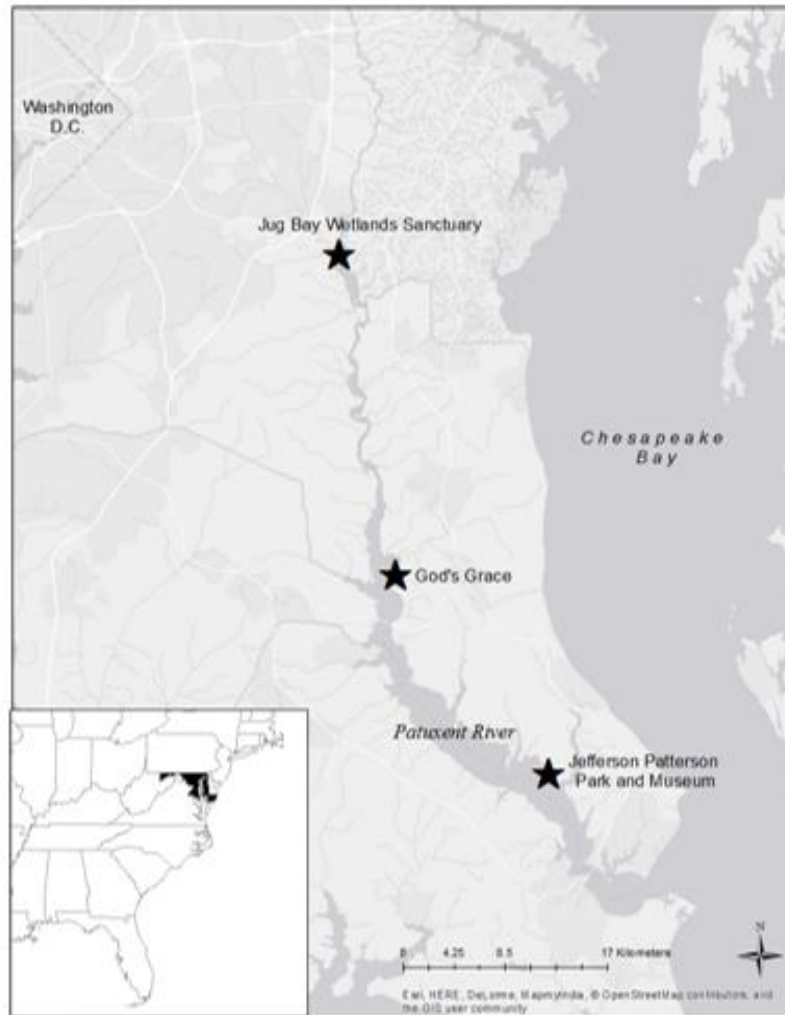 Washington
D.C.
Jug Bay Wetlands Sanctuary
Chesapeake
Bay
God's Grace
Patuxent River
Jefferson Patterson
Park and Museum
N
0 4.25 8.5 17 Kilometers
Esri, HERE, DeLorme, MapmyIndia, © OpenStreetMap contributors, and
the GIS user community